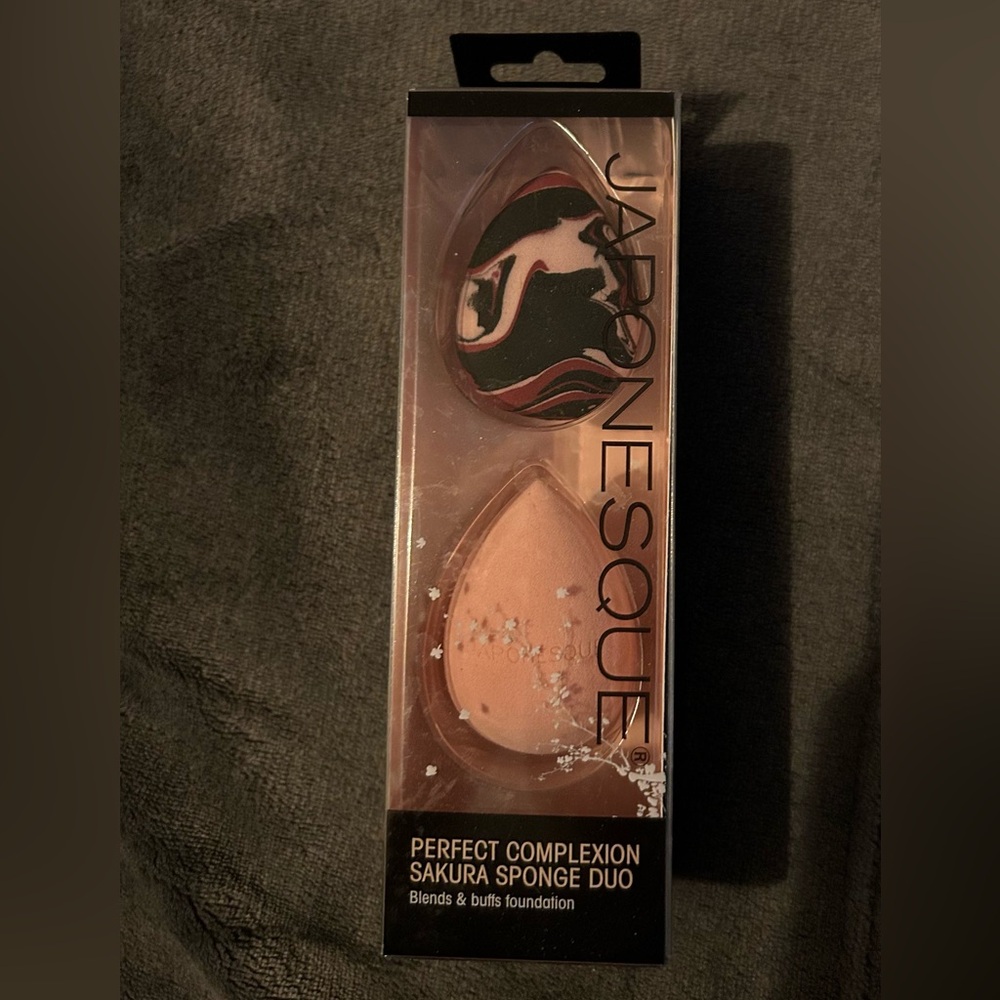 JAPONESQUE®
JAPONESQUE
PERFECT COMPLEXION
SAKURA SPONGE DUO
Blends & buffs foundation